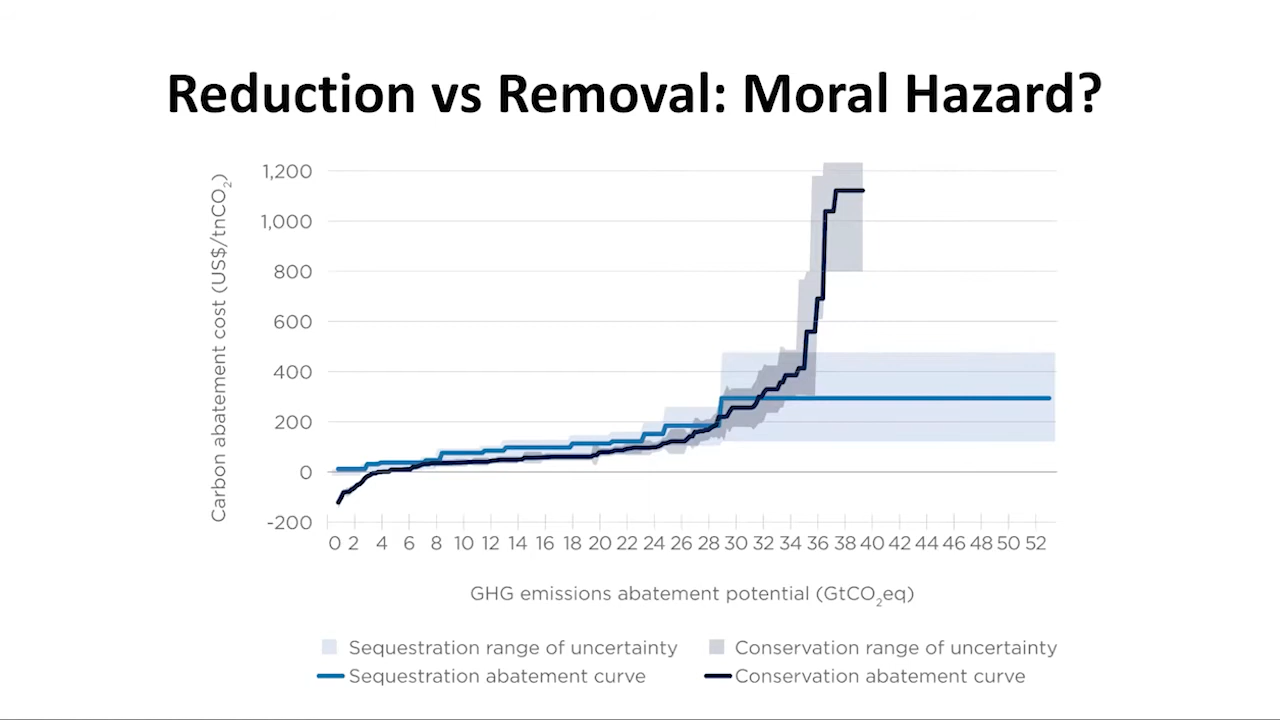 Reduction vs Removal: Moral Hazard?
Carbon abatement cost (US$/tnCO2)
1,200
1,000
800
600
400
200
0
-200
0 2 4 6 8 10 12 14 16 18 20 22 24 26 28 30 32 34 36 38 40 42 44 46 48 50 52
GHG emissions abatement potential (GtCO2eq)
Sequestration range of uncertainty Conservation range of uncertainty
Sequestration abatement curve Conservation abatement curve